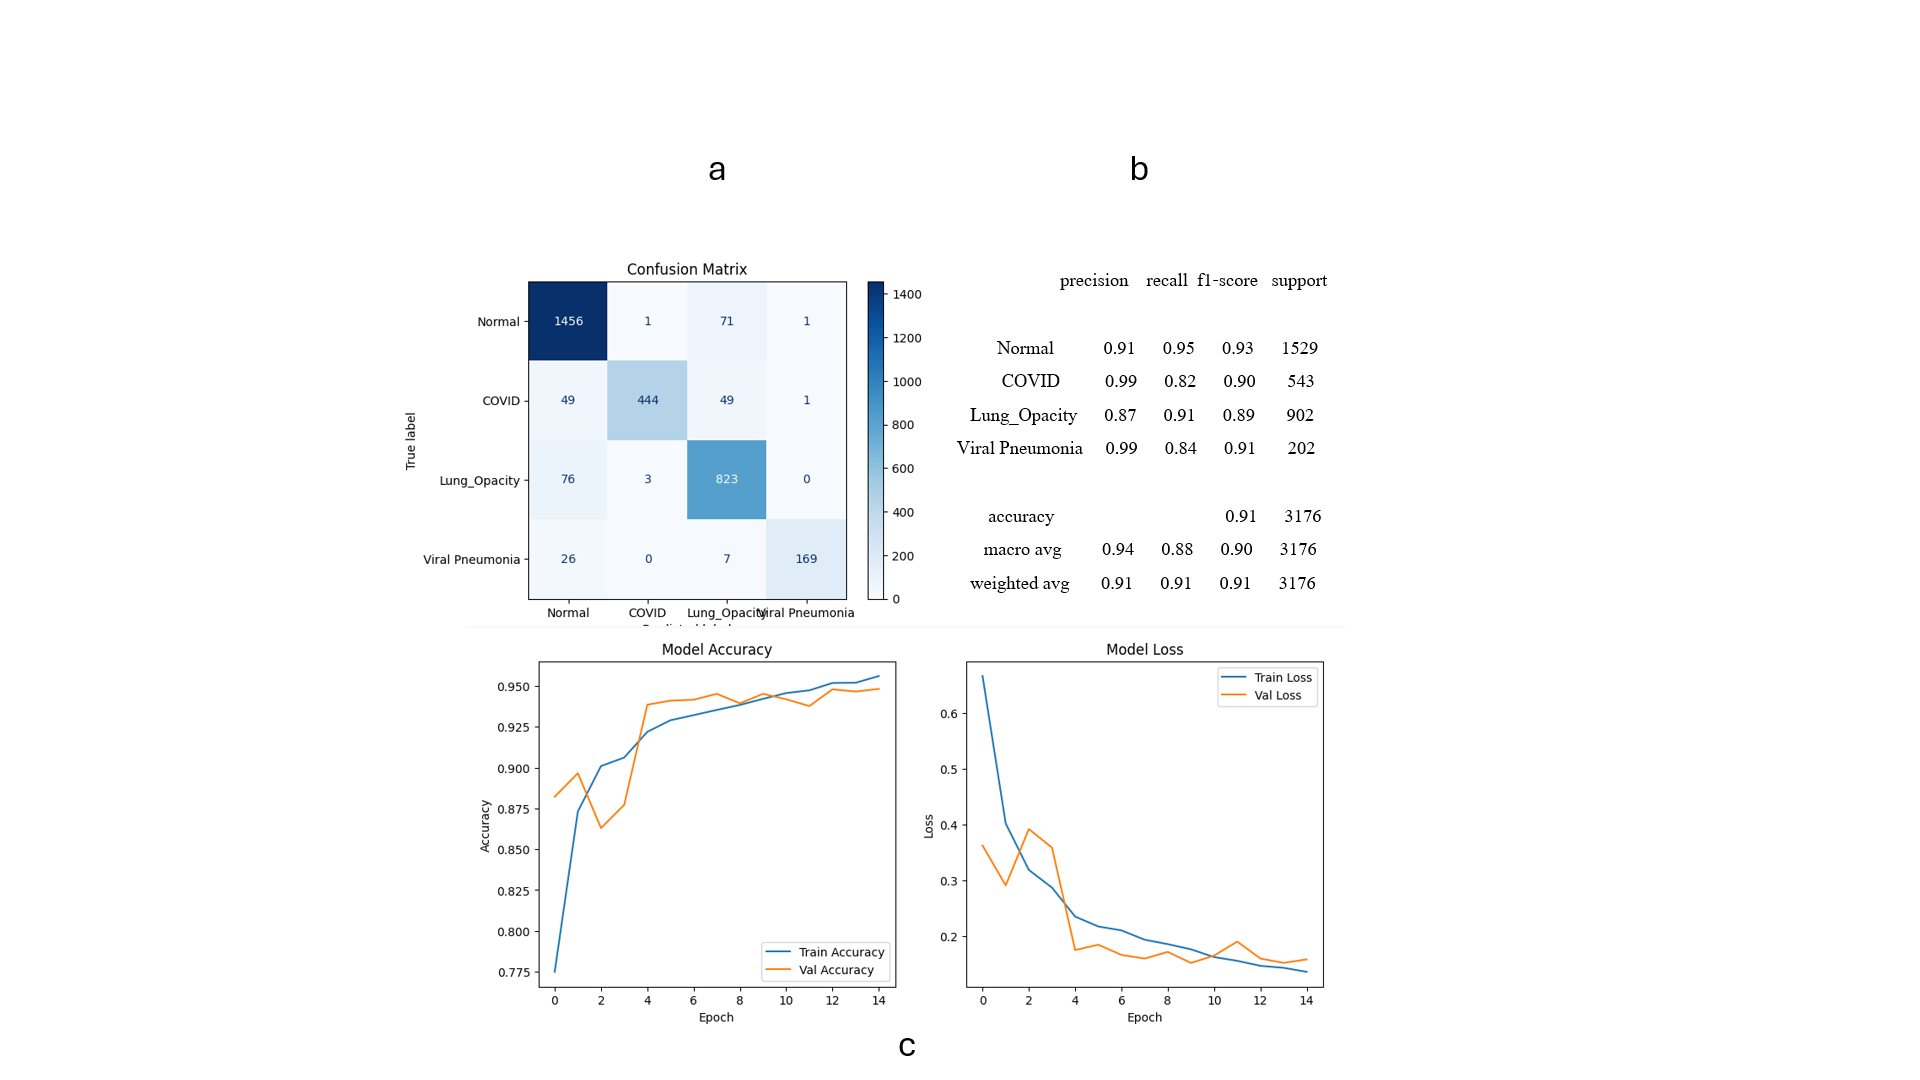 a
b
Confusion Matrix
Normal 1456 1 71 1
COVID 49 444 49 1
Lung_Opacity 76 3 823 0
Viral Pneumonia 26 0 7 169
True label
Normal COVID Lung_Opacity Viral Pneumonia
Predicted label
1400
1200
1000
800
600
400
200
0
precision recall f1-score support
Normal 0.91 0.95 0.93 1529
COVID 0.99 0.82 0.90 543
Lung_Opacity 0.87 0.91 0.89 902
Viral Pneumonia 0.99 0.84 0.91 202
accuracy 0.91 3176
macro avg 0.94 0.88 0.90 3176
weighted avg 0.91 0.91 0.91 3176
Model Accuracy
0.950
0.925
0.900
0.875
0.850
0.825
0.800
0.775
Accuracy
Train Accuracy
Val Accuracy
0 2 4 6 8 10 12 14
Epoch
Model Loss
Train Loss
Val Loss
0.6
0.5
0.4
0.3
0.2
Loss
0 2 4 6 8 10 12 14
Epoch
c